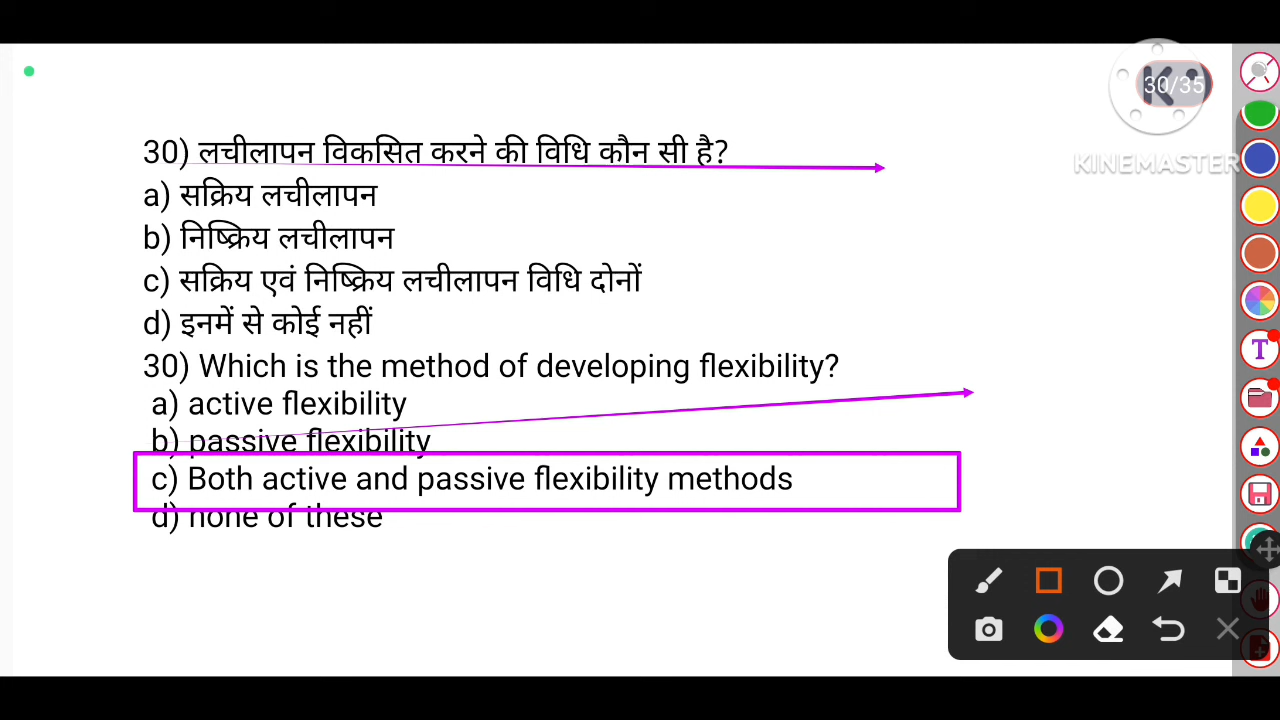 30/35
KINEMASTER
30) लचीलापन विकसित करने की विधि कौन सी है?
a) सक्रिय लचीलापन
b) निष्क्रिय लचीलापन
c) सक्रिय एवं निष्क्रिय लचीलापन विधि दोनों
d) इनमें से कोई नहीं
30) Which is the method of developing flexibility?
a) active flexibility
b) passive flexibility
c) Both active and passive flexibility methods
d) none of these
T